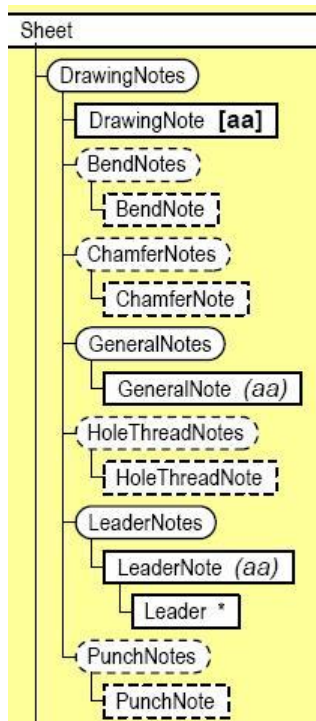 Sheet
DrawingNotes
DrawingNote [aa]
BendNotes
BendNote
ChamferNotes
ChamferNote
GeneralNotes
GeneralNote (aa)
HoleThreadNotes
HoleThreadNote
LeaderNotes
LeaderNote (aa)
Leader *
PunchNotes
PunchNote